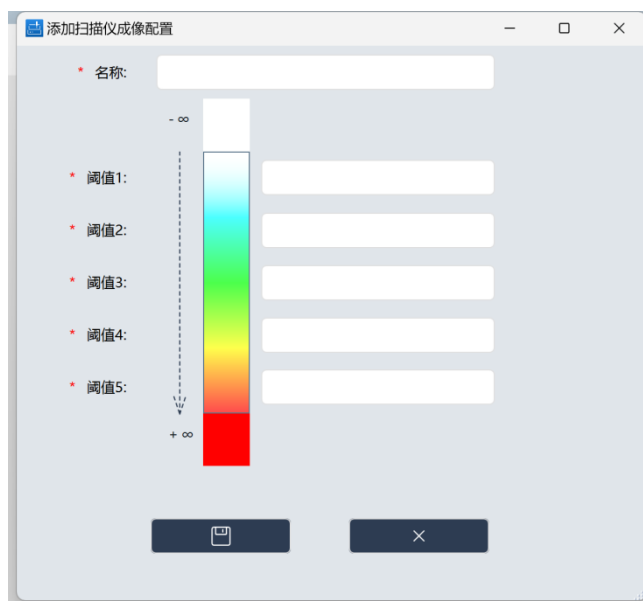 添加扫描仪成像配置
* 名称:
- ∞
* 阈值1:
* 阈值2:
* 阈值3:
* 阈值4:
* 阈值5:
+ ∞